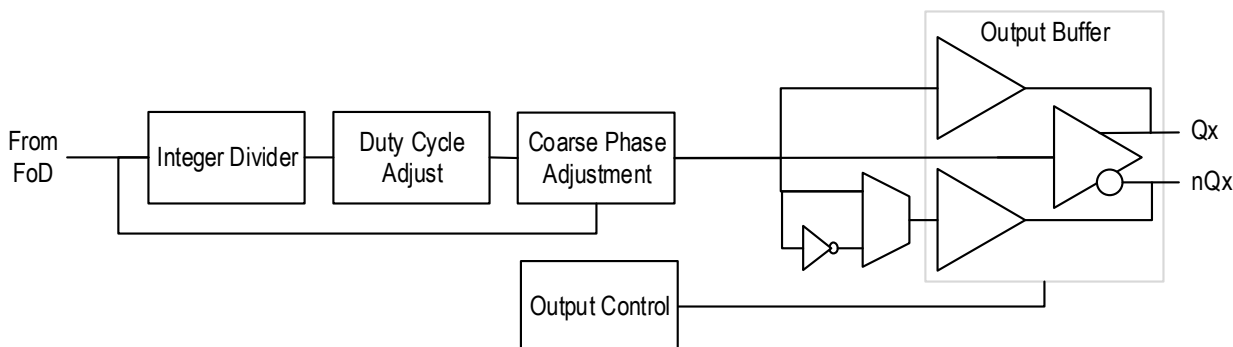 Output Buffer
From
FoD
Integer Divider
Duty Cycle
Adjust
Coarse Phase
Adjustment
Qx
nQx
Output Control